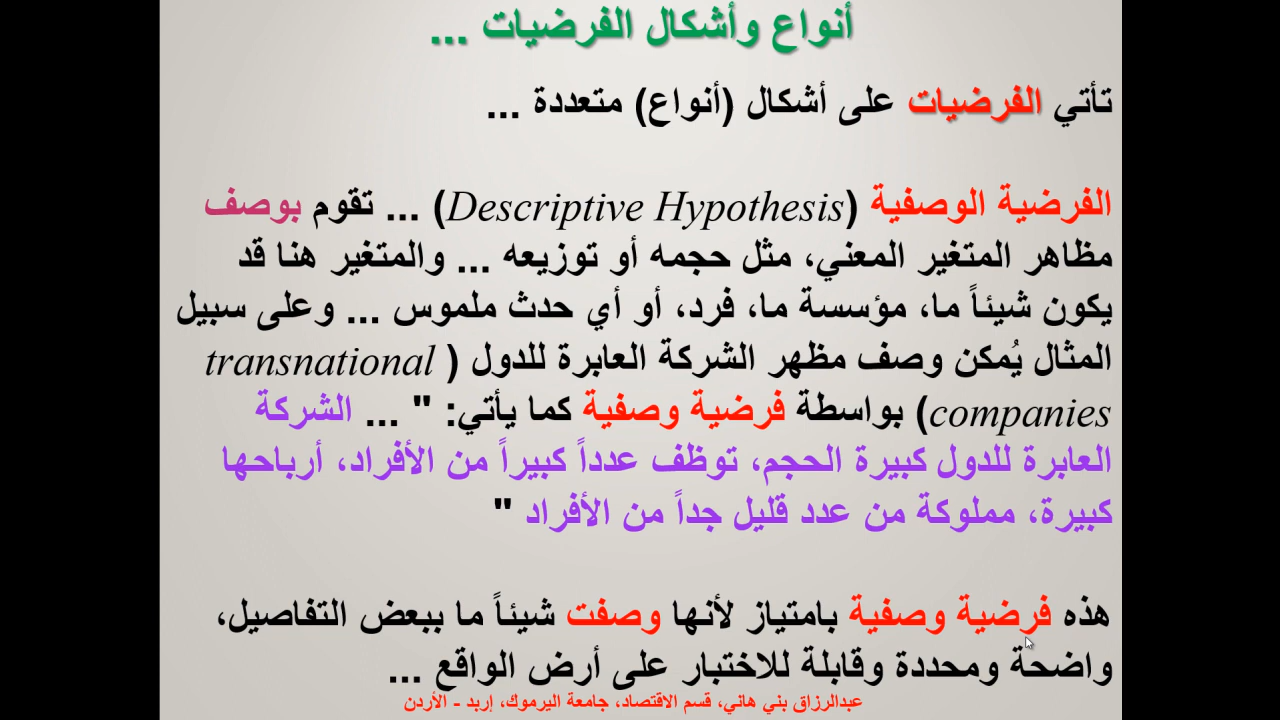 أنواع وأشكال الفرضيات ...
تأتي الفرضيات على أشكال (أنواع) متعددة ...
الفرضية الوصفية (Descriptive Hypothesis) ... تقوم بوصف
مظاهر المتغير المعني، مثل حجمه أو توزيعه ... والمتغير هنا قد
يكون شيئاً ما، مؤسسة ما، فرد، أو أي حدث ملموس ... وعلى سبيل
المثال يُمكن وصف مظهر الشركة العابرة للدول ( transnational
companies) بواسطة فرضية وصفية كما يأتي: " ... الشركة
العابرة للدول كبيرة الحجم، توظف عدداً كبيراً من الأفراد، أرباحها
كبيرة، مملوكة من عدد قليل جداً من الأفراد "
هذه فرضية وصفية بامتياز لأنها وصفت شيئاً ما ببعض التفاصيل،
واضحة ومحددة وقابلة للاختبار على أرض الواقع ...
عبدالرزاق بني هاني، قسم الاقتصاد، جامعة اليرموك، إربد - الأردن